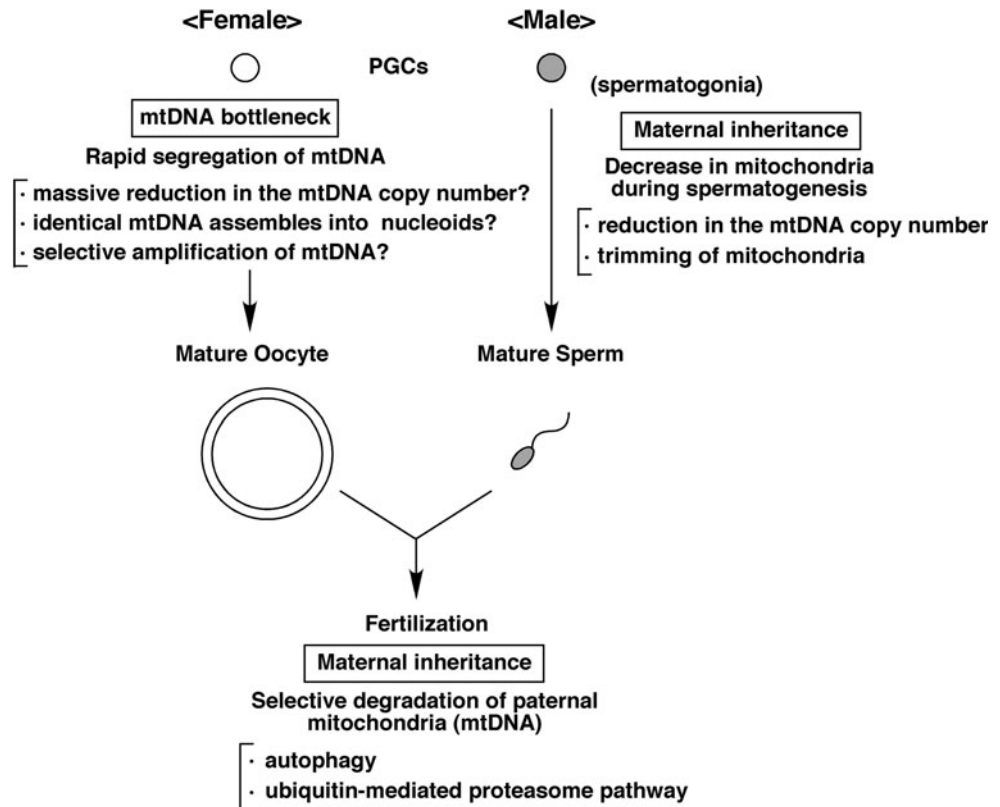 <Female>
<Male>
PGCs
(spermatogonia)
mtDNA bottleneck
Rapid segregation of mtDNA
· massive reduction in the mtDNA copy number?
· identical mtDNA assembles into nucleoids?
· selective amplification of mtDNA?
Maternal inheritance
Decrease in mitochondria
during spermatogenesis
· reduction in the mtDNA copy number
· trimming of mitochondria
Mature Oocyte
Mature Sperm
Fertilization
Maternal inheritance
Selective degradation of paternal
mitochondria (mtDNA)
· autophagy
· ubiquitin-mediated proteasome pathway